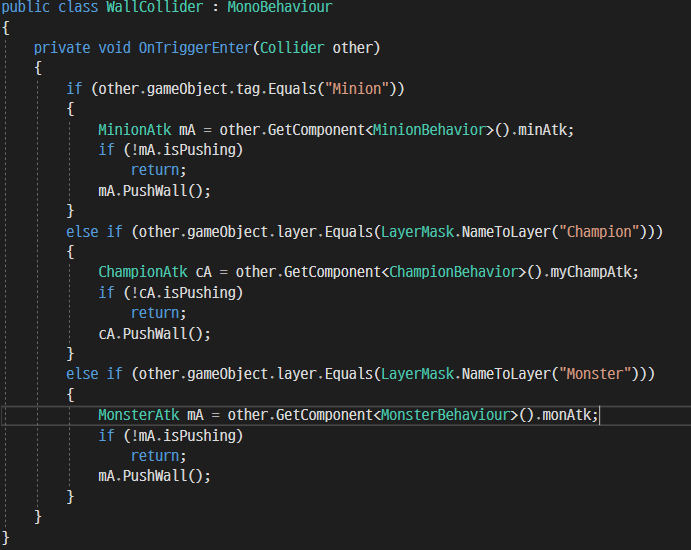 public class WallCollider : MonoBehaviour
{
    private void OnTriggerEnter(Collider other)
    {
        if (other.gameObject.tag.Equals("Minion"))
        {
            MinionAtk mA = other.GetComponent<MinionBehavior>().minAtk;
            if (!mA.isPushing)
                return;
            mA.PushWall();
        }
        else if (other.gameObject.layer.Equals(LayerMask.NameToLayer("Champion")))
        {
            ChampionAtk cA = other.GetComponent<ChampionBehavior>().myChampAtk;
            if (!cA.isPushing)
                return;
            cA.PushWall();
        }
        else if (other.gameObject.layer.Equals(LayerMask.NameToLayer("Monster")))
        {
            MonsterAtk mA = other.GetComponent<MonsterBehaviour>().monAtk;
            if (!mA.isPushing)
                return;
            mA.PushWall();
        }
    }
}